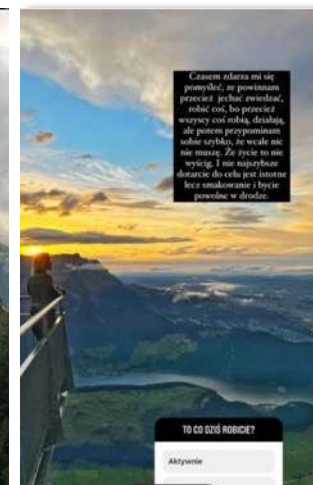 Czasem zdarza mi się
pomyśleć, ze powinnam
przecież jechać zwiedzać,
robić coś, bo przecież
wszyscy coś robią, działają,
ale potem przypominam
sobie szybko, że wcale nic
nie muszę. Że życie to nie
wyścig. I nie najszybsze
dotarcie do celu jest istotne
lecz smakowanie i bycie
powolne w drodze.
TO CO DZIŚ ROBICIE?
Aktywnie